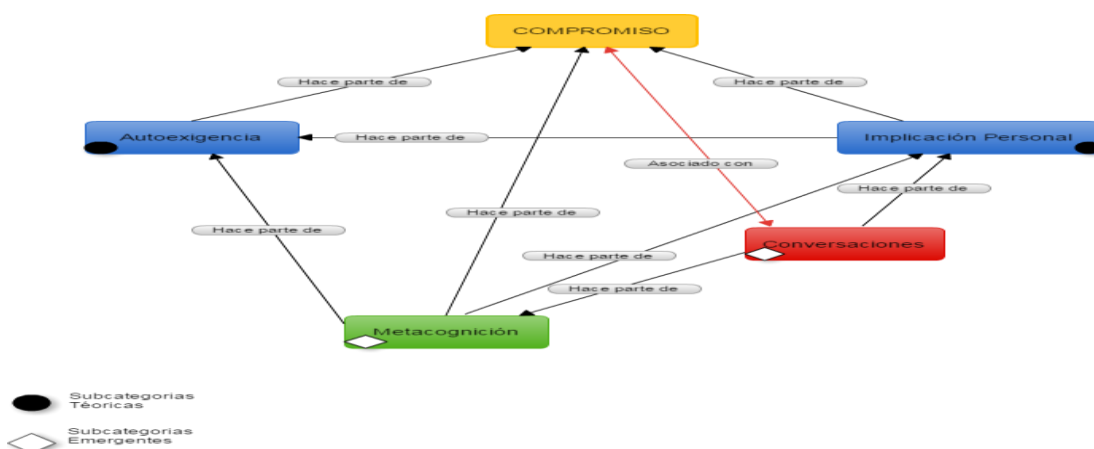 COMPROMISO
Hace parte de
Hace parte de
Autoexigencia
Hace parte de
Implicación Personal
Asociado con
Hace parte de
Hace parte de
Hace parte de
Conversaciones
Hace parte de
Hace parte de
Metacognición
Subcategorias
Tèoricas
Subcategorias
Emergentes